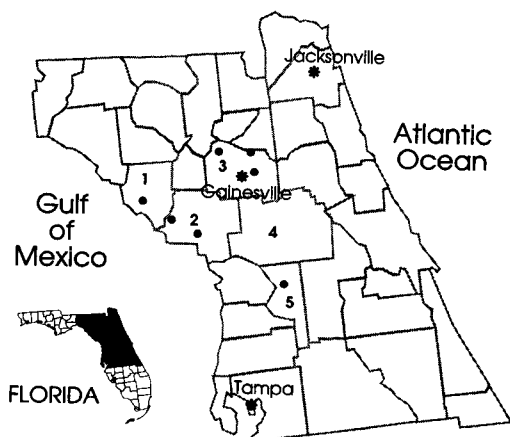 Jacksonville
Atlantic
Ocean
3
Gainesville
1
Gulf
of
Mexico
2
4
5
FLORIDA
Tampa